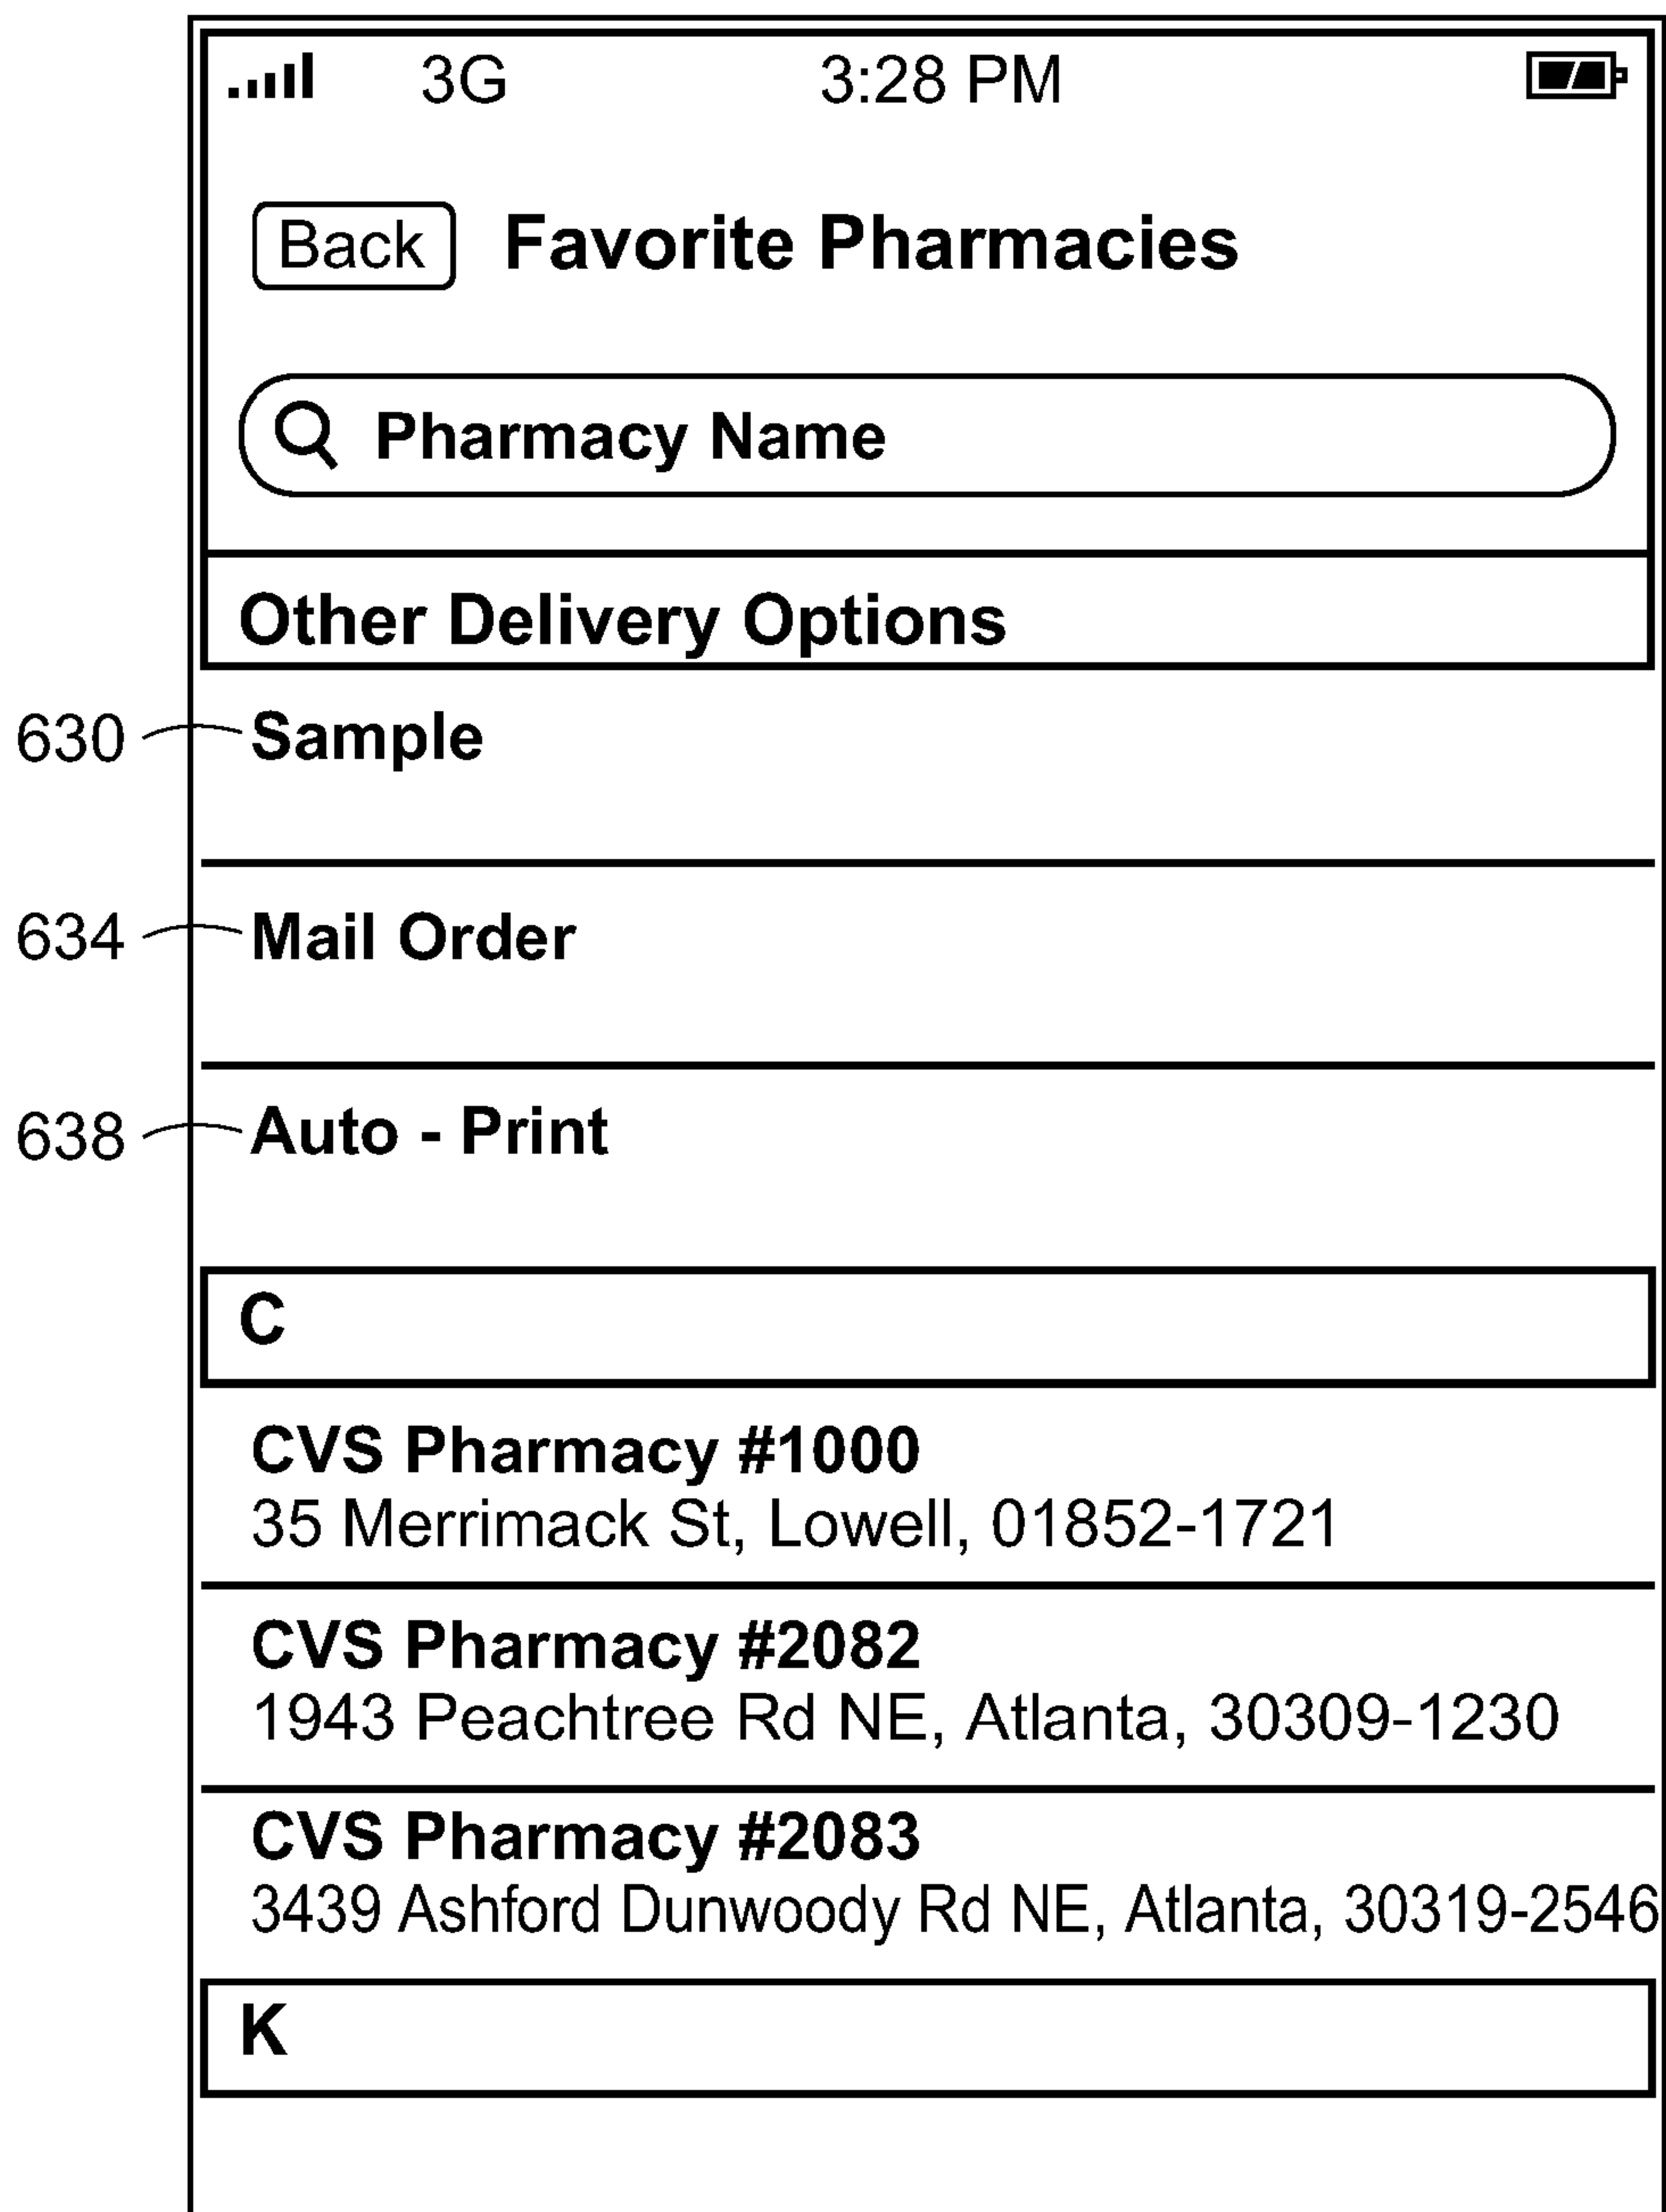 3G 3:28 PM
Back Favorite Pharmacies
Pharmacy Name
Other Delivery Options
630 Sample
634 Mail Order
638 Auto - Print
C
CVS Pharmacy #1000
35 Merrimack St, Lowell, 01852-1721
CVS Pharmacy #2082
1943 Peachtree Rd NE, Atlanta, 30309-1230
CVS Pharmacy #2083
3439 Ashford Dunwoody Rd NE, Atlanta, 30319-2546
K